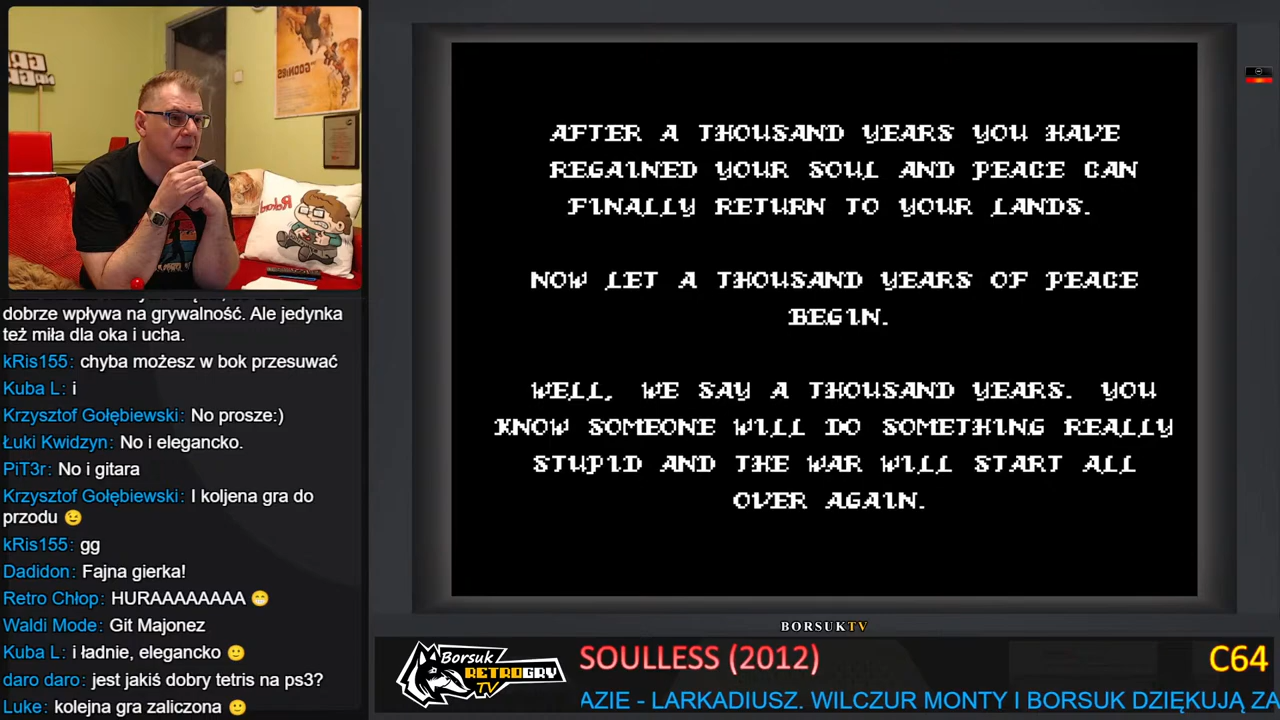 GOONIES
Roland
AFTER A THOUSAND YEARS YOU HAVE
REGAINED YOUR SOUL AND PEACE CAN
FINALLY RETURN TO YOUR LANDS.
NOW LET A THOUSAND YEARS OF PEACE
BEGIN.
WELL, WE SAY A THOUSAND YEARS. YOU
KNOW SOMEONE WILL DO SOMETHING REALLY
STUPID AND THE WAR WILL START ALL
OVER AGAIN.
dobrze wpływa na grywalność. Ale jedynka
też miła dla oka i ucha.
kRis155: chyba możesz w bok przesuwać
Kuba L: i
Krzysztof Gołębiewski: No prosze:)
Łuki Kwidzyn: No i elegancko.
PiT3r: No i gitara
Krzysztof Gołębiewski: I koljena gra do
przodu 😉
kRis155: gg
Dadidon: Fajna gierka!
Retro Chłop: HURAAAAAAAA 😁
Waldi Mode: Git Majonez
Kuba L: i ładnie, elegancko 🙂
daro daro: jest jakiś dobry tetris na ps3?
Luke: kolejna gra zaliczona 🙂
BORSUKTV
Borsuk
RETROGRY
TV
SOULLESS (2012)
C64
AZIE - LARKADIUSZ. WILCZUR MONTY I BORSUK DZIĘKUJĄ ZA